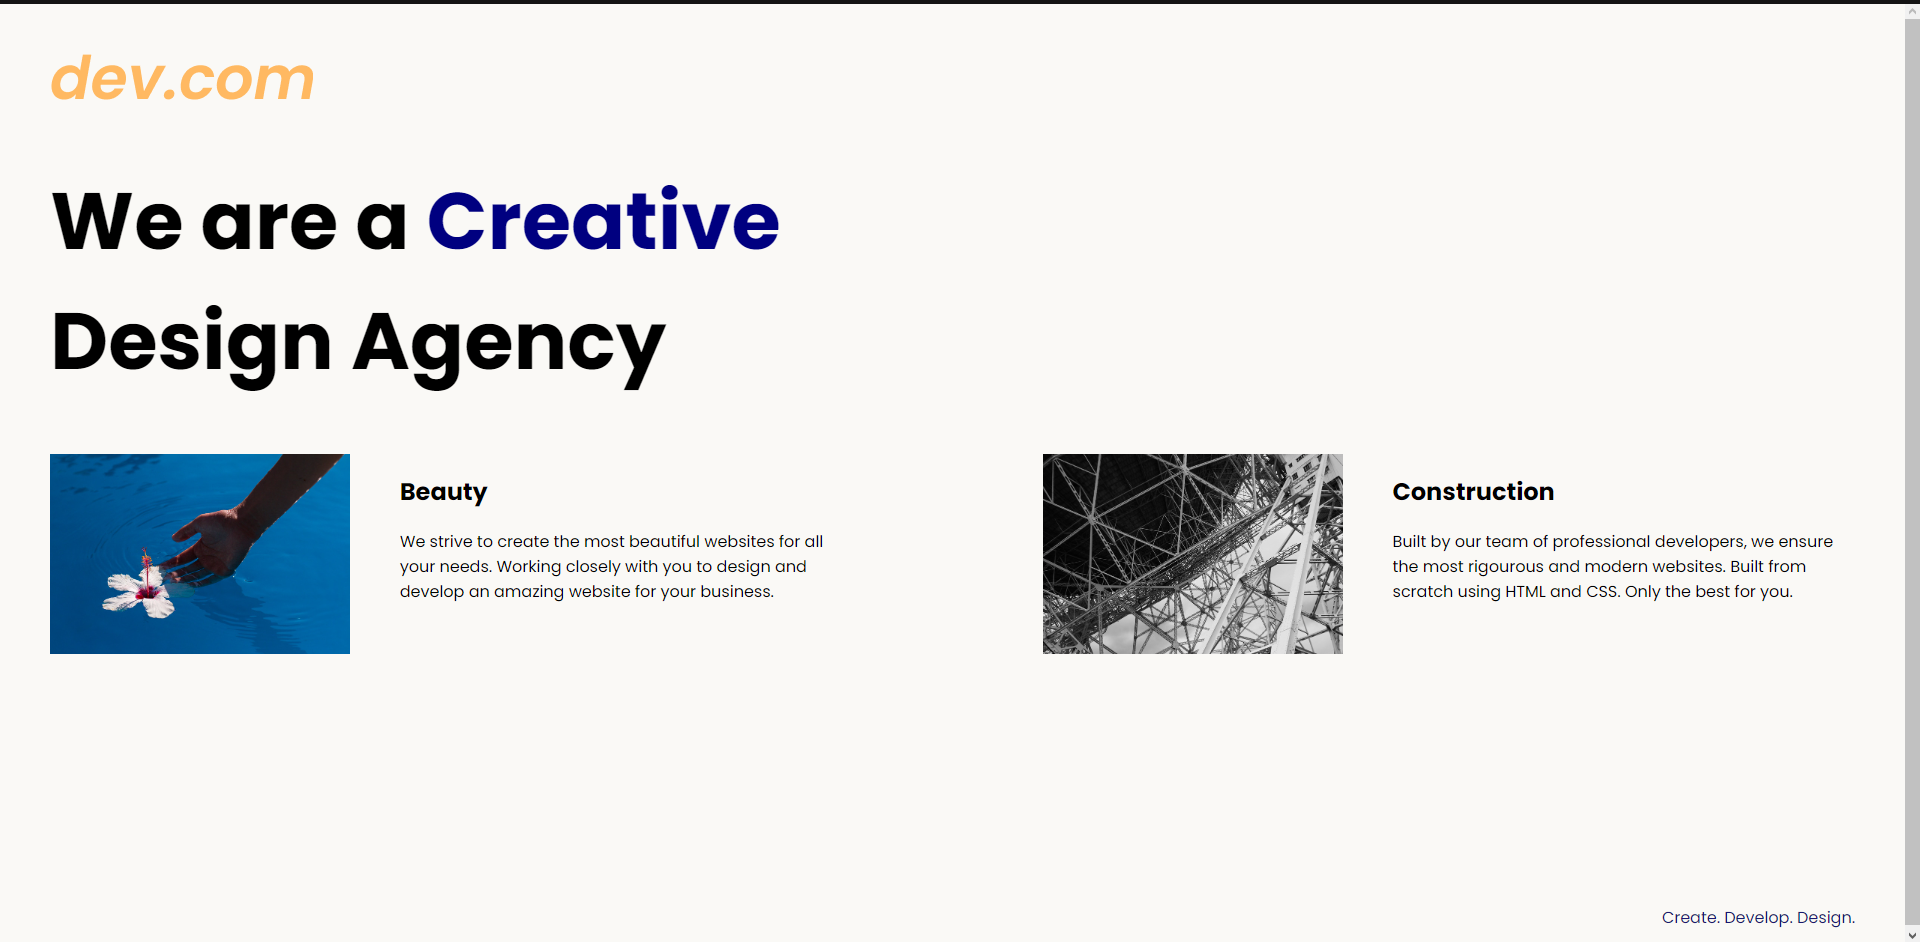 dev.com
We are a Creative
Design Agency
Beauty
We strive to create the most beautiful websites for all
your needs. Working closely with you to design and
develop an amazing website for your business.
Construction
Built by our team of professional developers, we ensure
the most rigourous and modern websites. Built from
scratch using HTML and CSS. Only the best for you.
Create. Develop. Design.